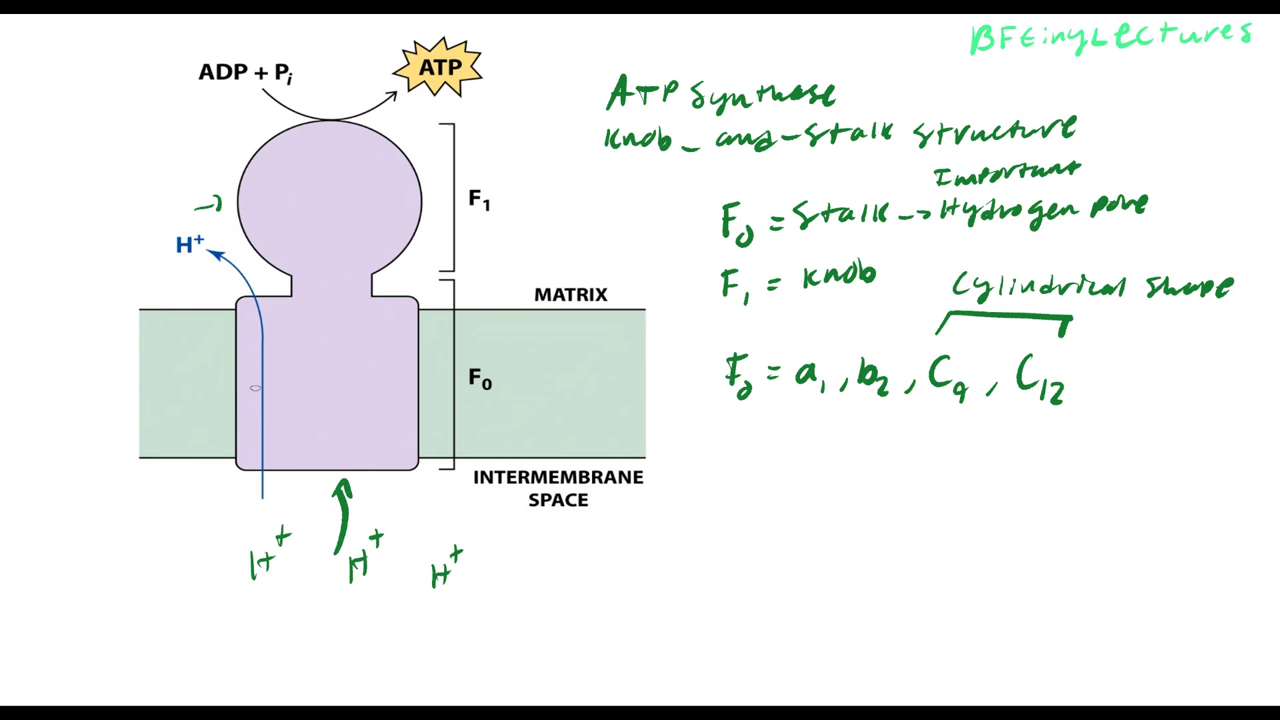 BFtinyLectures
ADP + Pi
ATP
ATP Synthase
Knob-and-Stalk Structure
Important
F0 = Stalk -> Hydrogen pore
F1
H+
F1 = Knob
Cylindrical Shape
MATRIX
F0
F0 = a1, b2, C9, C12
INTERMEMBRANE
SPACE
H+ H+ H+